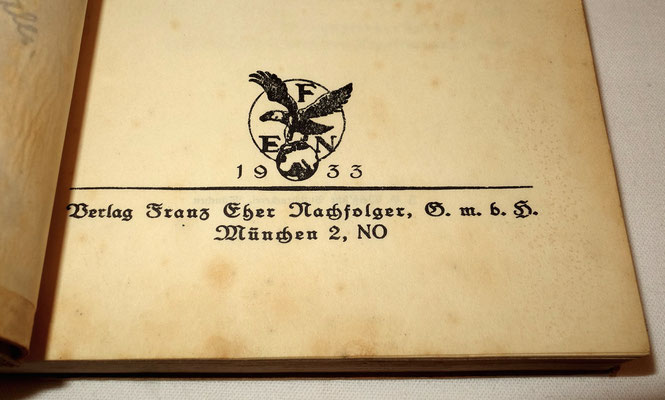 F
E N
1933
Verlag Franz Eher Nachfolger, G. m. b. H.
München 2, NO